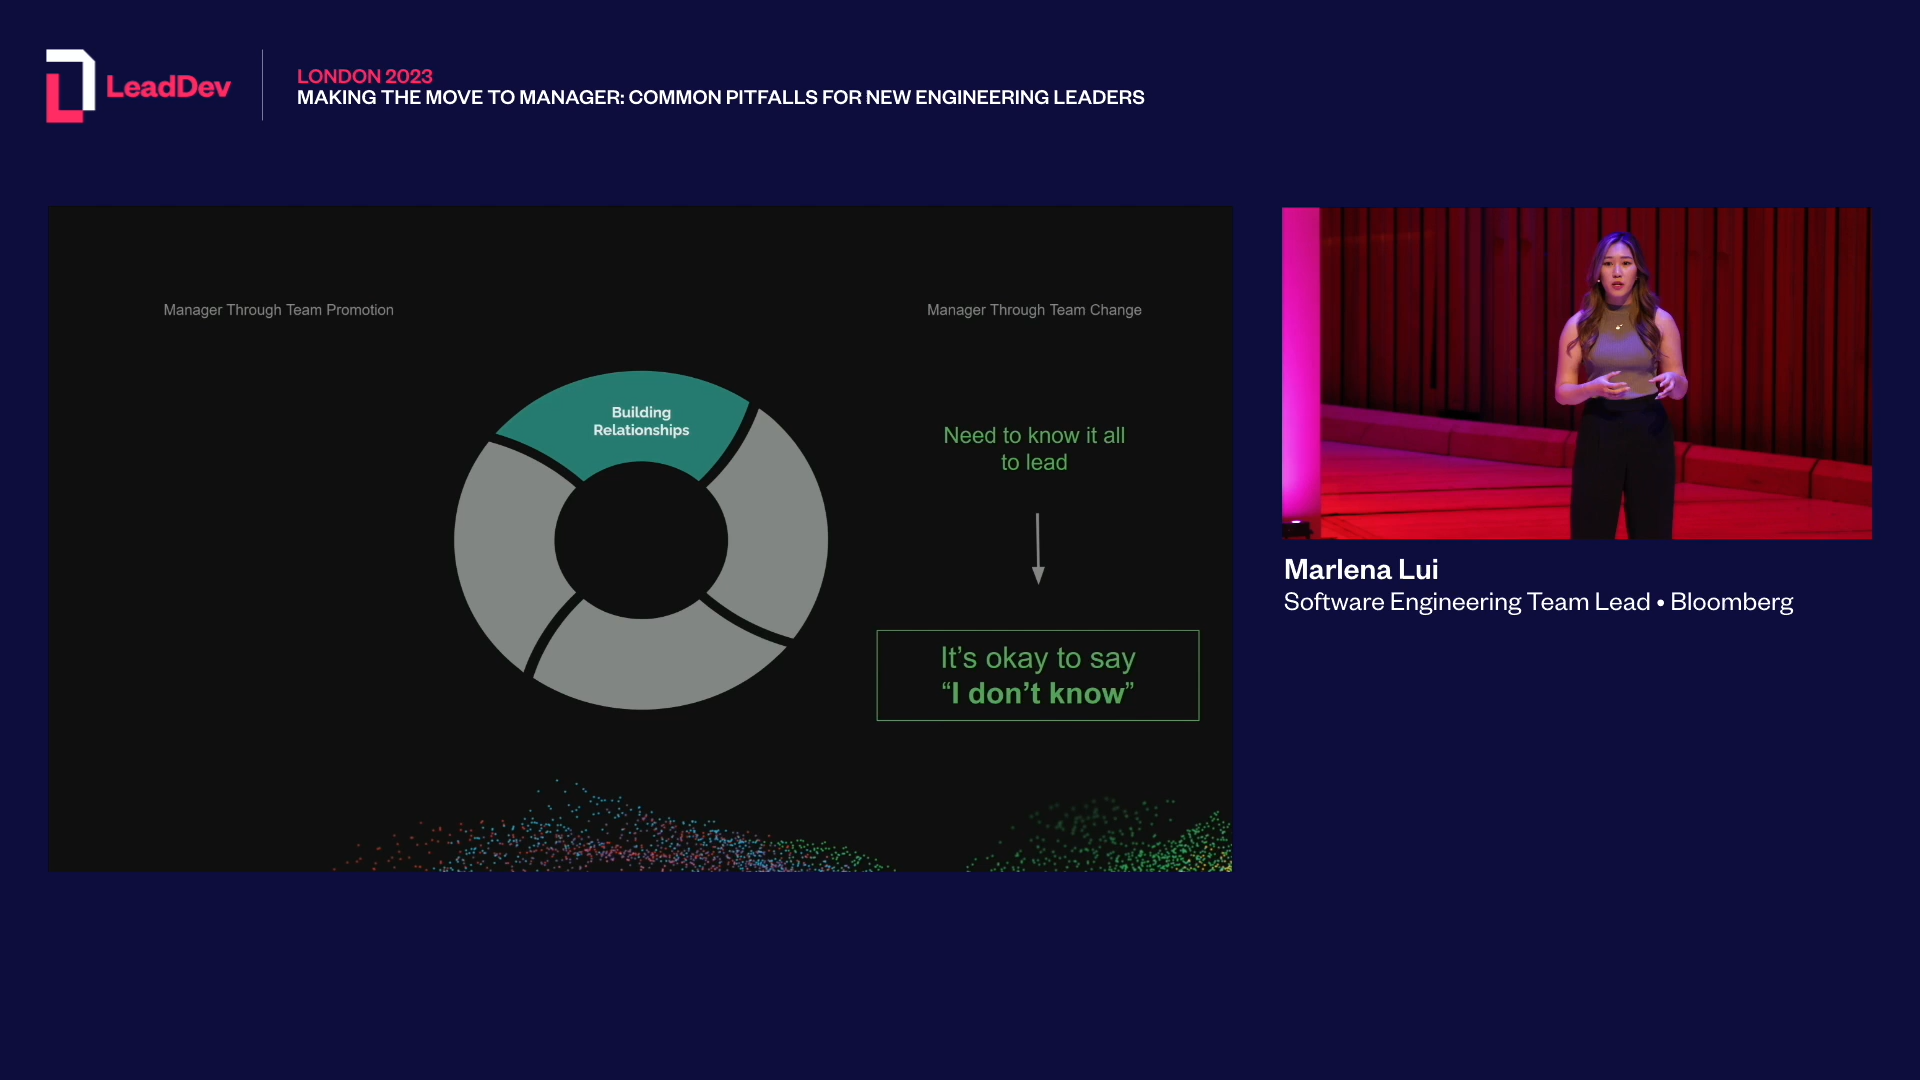 LeadDev
LONDON 2023
MAKING THE MOVE TO MANAGER: COMMON PITFALLS FOR NEW ENGINEERING LEADERS
Manager Through Team Promotion
Manager Through Team Change
Building
Relationships
Need to know it all
to lead
It’s okay to say
“I don’t know”
Marlena Lui
Software Engineering Team Lead • Bloomberg